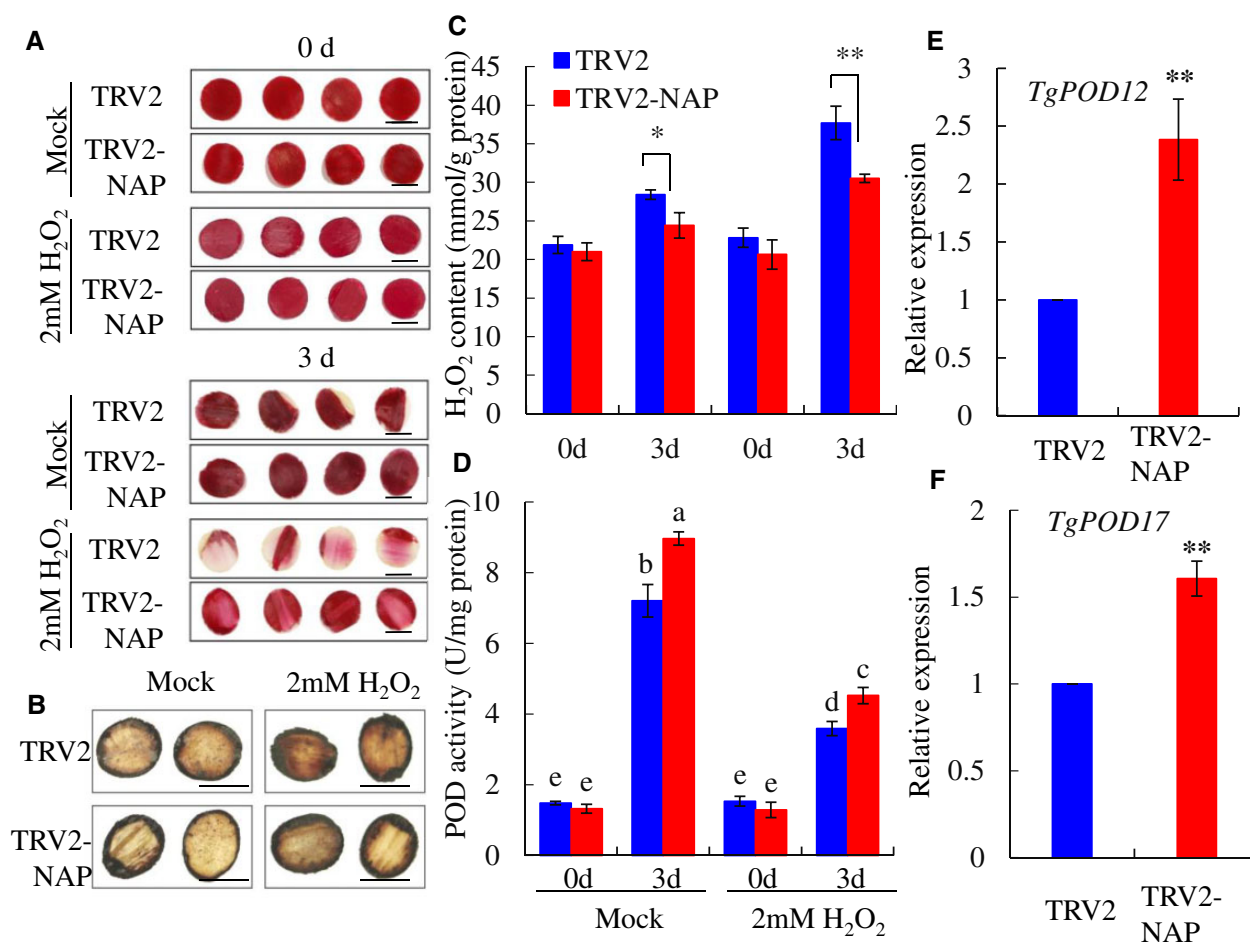 A
0 d
Mock
TRV2
TRV2-
NAP
2mM H₂O₂
TRV2
TRV2-
NAP
3 d
Mock
TRV2
TRV2-
NAP
2mM H₂O₂
TRV2
TRV2-
NAP
B
Mock
2mM H₂O₂
TRV2
TRV2-
NAP
C
TRV2
TRV2-NAP
H₂O₂ content (mmol/g protein)
45
40
35
30
25
20
15
10
5
0
*
**
0d
3d
0d
3d
D
POD activity (U/mg protein)
10
8
6
4
2
0
e
e
b
a
e
e
d
c
0d
3d
0d
3d
Mock
2mM H₂O₂
E
TgPOD12
**
Relative expression
3
2.5
2
1.5
1
0.5
0
TRV2
TRV2-
NAP
F
TgPOD17
**
Relative expression
2
1.5
1
0.5
0
TRV2
TRV2-
NAP